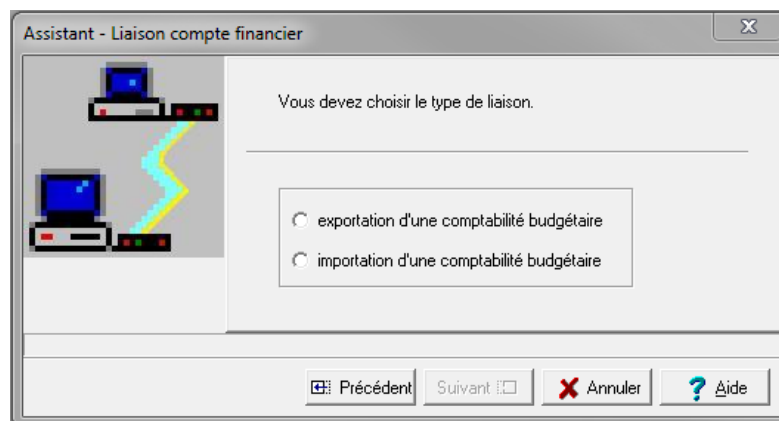 Assistant - Liaison compte financier
Vous devez choisir le type de liaison.
exportation d'une comptabilité budgétaire
importation d'une comptabilité budgétaire
Précédent Suivant Annuler ? Aide